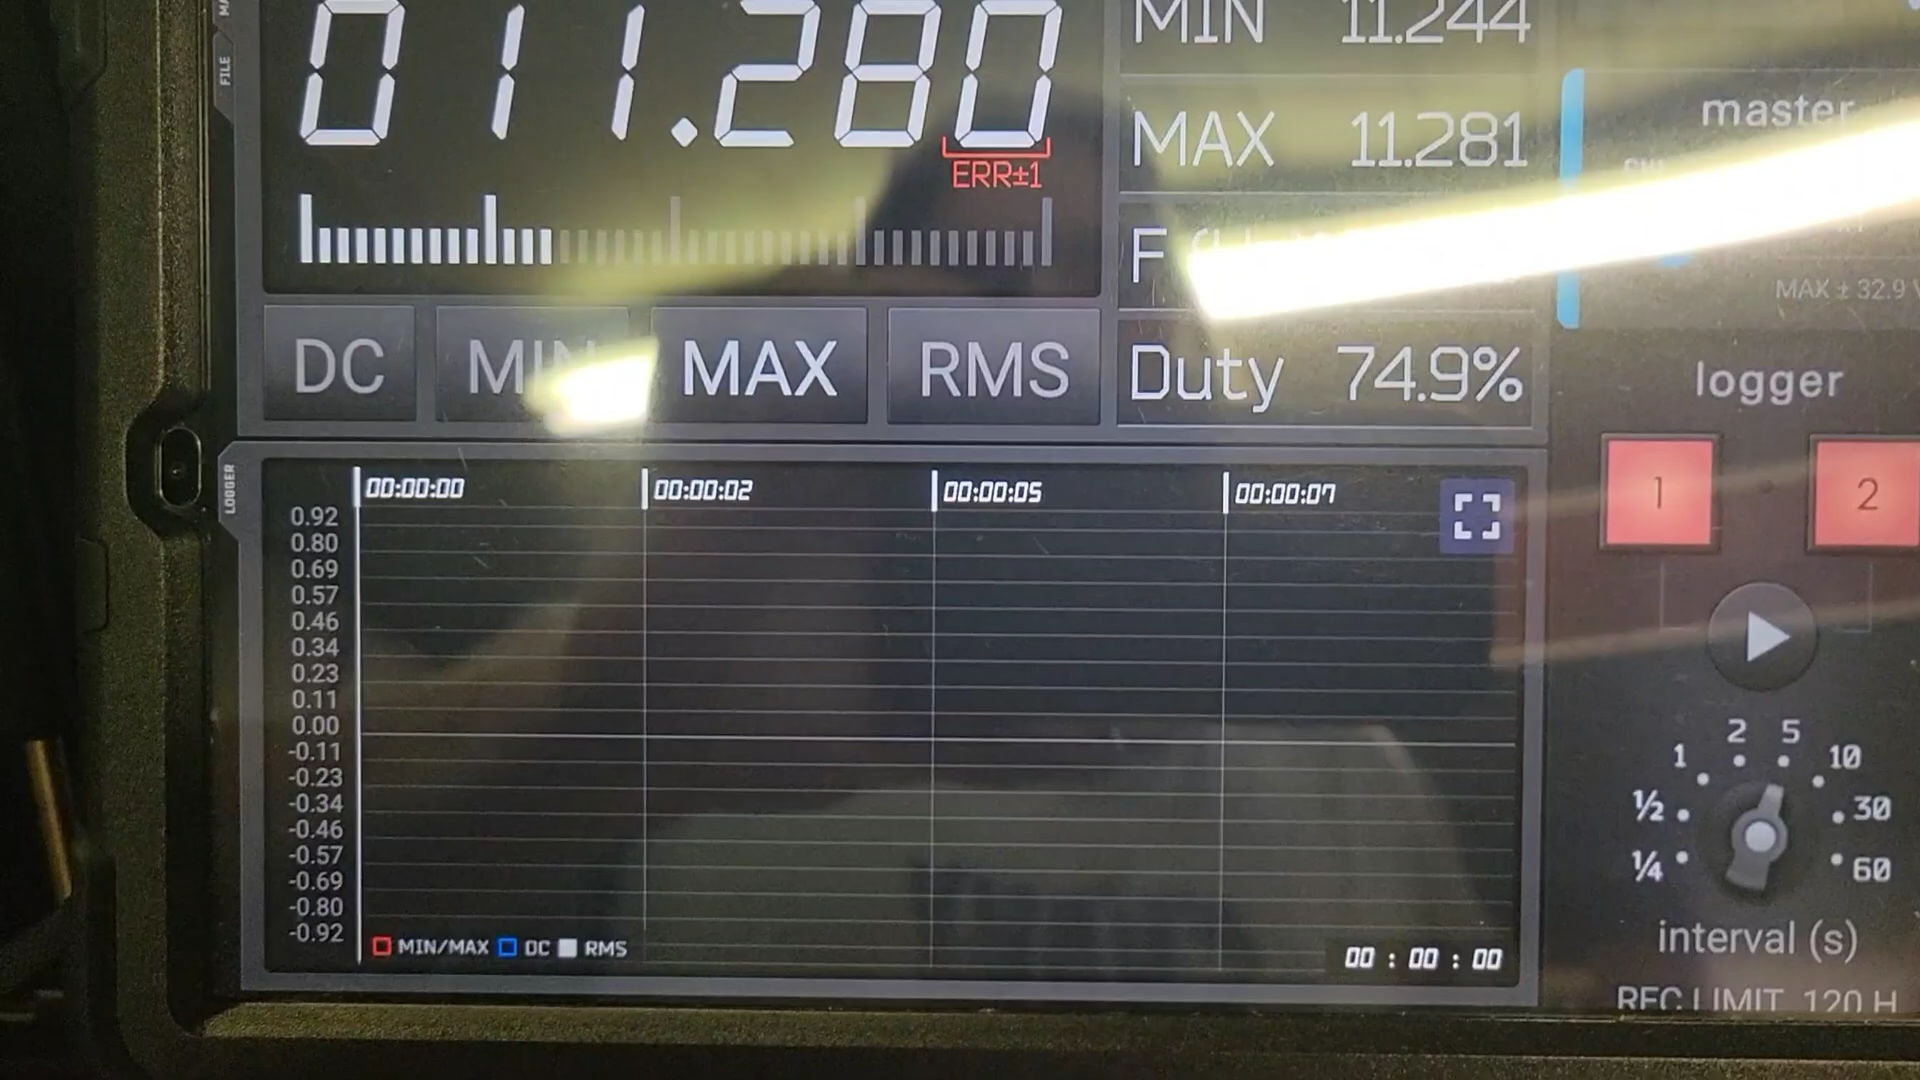 FILE
011.280
ERR±1
MIN 11.244
MAX 11.281
F
Duty 74.9%
DC MIN MAX RMS
master
MAX ± 32.9 V
logger
1 2
LOGGER
00:00:00 00:00:02 00:00:05 00:00:07
0.92
0.80
0.69
0.57
0.46
0.34
0.23
0.11
0.00
-0.11
-0.23
-0.34
-0.46
-0.57
-0.69
-0.80
-0.92
MIN/MAX DC RMS
00 : 00 : 00
¼ ½ 1 2 5 10 30 60
interval (s)
REC LIMIT 120 H